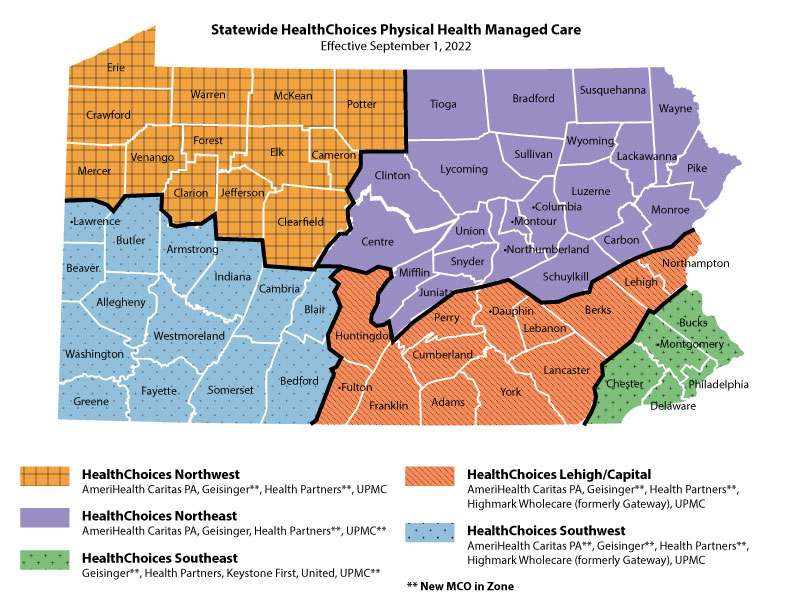 Statewide HealthChoices Physical Health Managed Care
Effective September 1, 2022
Erie
Warren
McKean
Potter
Tioga
Bradford
Susquehanna
Wayne
Crawford
Forest
Elk
Cameron
Sullivan
Wyoming
Lackawanna
Pike
Mercer
Venango
Clarion
Jefferson
Clearfield
Clinton
Lycoming
Luzerne
Monroe
•Columbia
•Montour
•Lawrence
Butler
Armstrong
Indiana
Centre
Union
Snyder
•Northumberland
Carbon
Schuylkill
Northampton
Lehigh
Beaver
Allegheny
Cambria
Blair
Mifflin
Juniata
Perry
•Dauphin
Lebanon
Berks
Bucks
•Montgomery
Washington
Westmoreland
Huntingdo
Cumberland
Lancaster
Chester
Philadelphia
Delaware
Greene
Fayette
Somerset
Bedford
•Fulton
Franklin
Adams
York
HealthChoices Northwest
AmeriHealth Caritas PA, Geisinger**, Health Partners**, UPMC
HealthChoices Northeast
AmeriHealth Caritas PA, Geisinger, Health Partners**, UPMC**
HealthChoices Southeast
Geisinger**, Health Partners, Keystone First, United, UPMC**
HealthChoices Lehigh/Capital
AmeriHealth Caritas PA, Geisinger**, Health Partners**,
Highmark Wholecare (formerly Gateway), UPMC
HealthChoices Southwest
AmeriHealth Caritas PA**, Geisinger**, Health Partners**,
Highmark Wholecare (formerly Gateway), UPMC
** New MCO in Zone